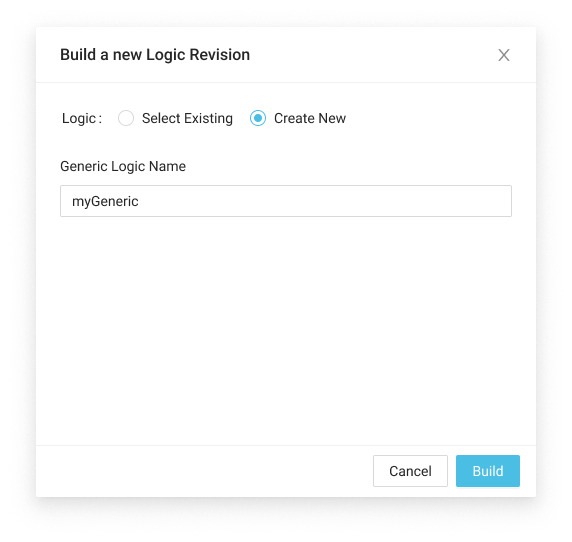 Build a new Logic Revision
Logic : Select Existing Create New
Generic Logic Name
myGeneric
Cancel Build